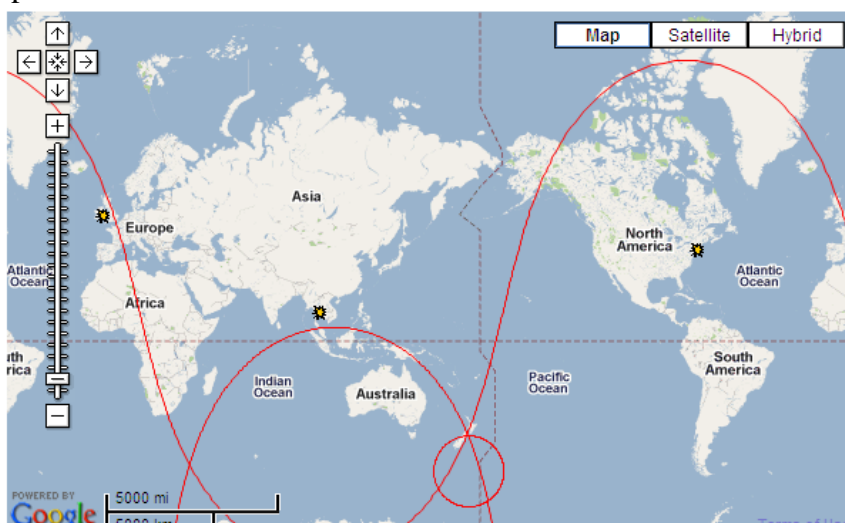 Map Satellite Hybrid
Asia
Europe
North
America
Atlantic
Ocean
Atlantic
Ocean
Africa
South
America
Indian
Ocean
Pacific
Ocean
Australia
POWERED BY
Google
5000 mi